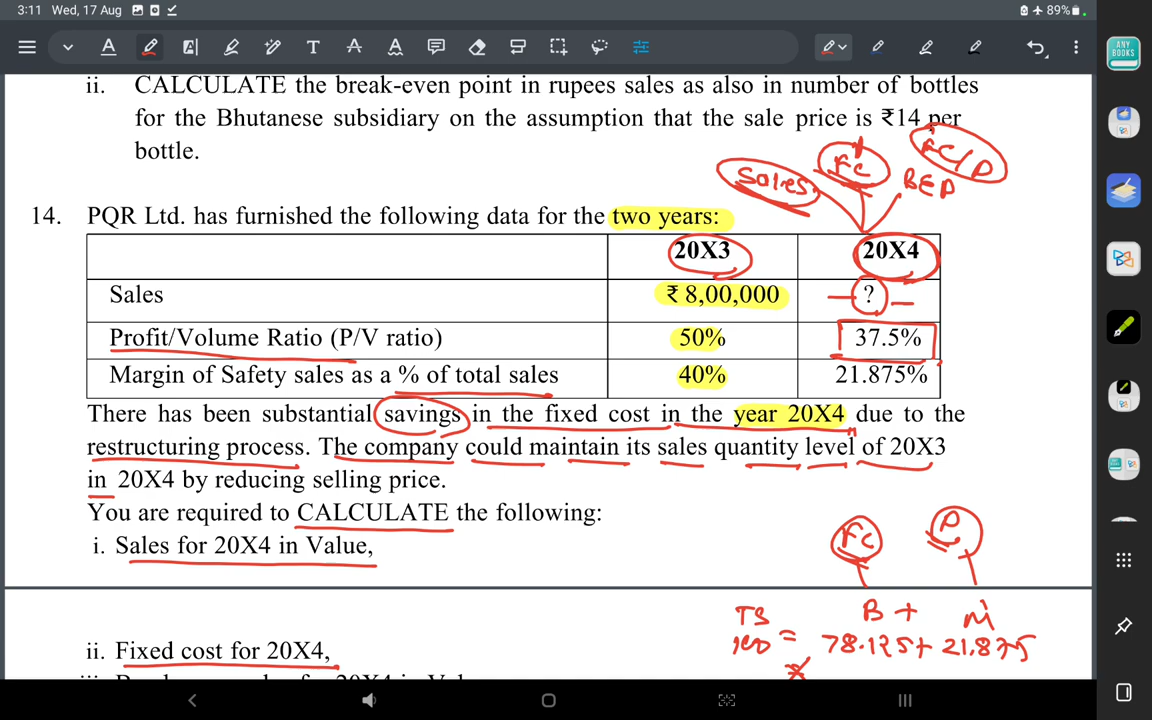 3:11 Wed, 17 Aug
89%
ii. CALCULATE the break-even point in rupees sales as also in number of bottles
for the Bhutanese subsidiary on the assumption that the sale price is ₹14 per
bottle.
FC/P
FC
Sales
BEP
14. PQR Ltd. has furnished the following data for the two years:
20X3 20X4
Sales ₹ 8,00,000 ?
Profit/Volume Ratio (P/V ratio) 50% 37.5%
Margin of Safety sales as a % of total sales 40% 21.875%
There has been substantial savings in the fixed cost in the year 20X4 due to the
restructuring process. The company could maintain its sales quantity level of 20X3
in 20X4 by reducing selling price.
You are required to CALCULATE the following:
i. Sales for 20X4 in Value,
FC P
TS B + M
100 = 78.125 + 21.875
ii. Fixed cost for 20X4,
ANY
BOOKS